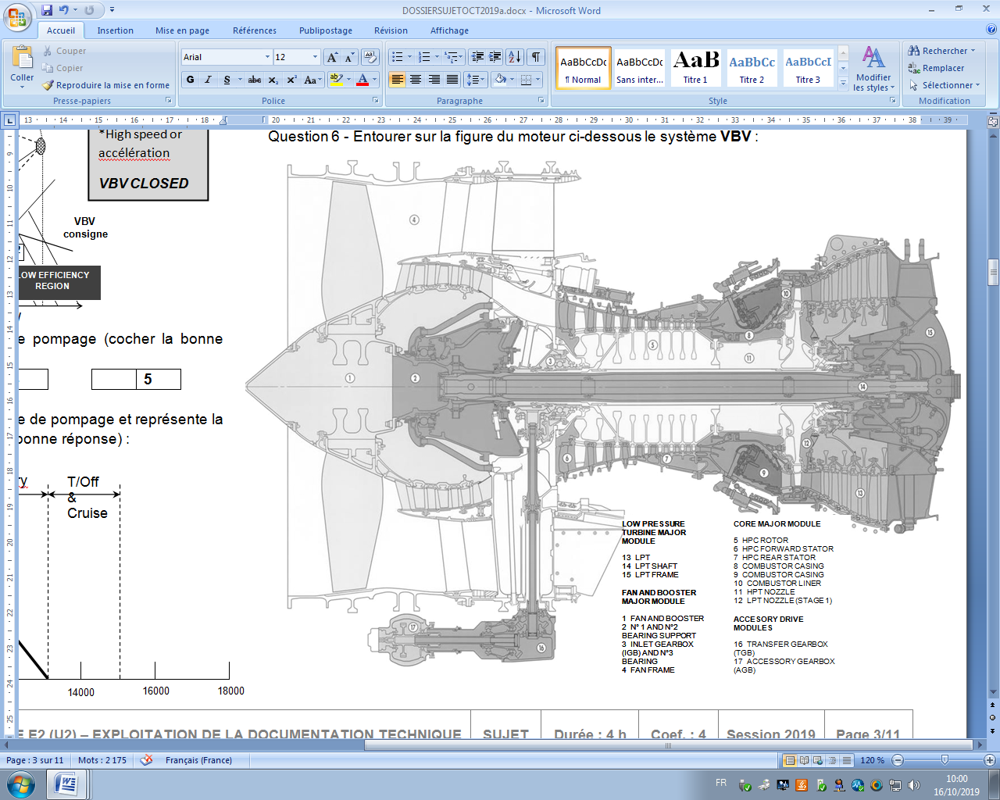 DOSSIERSUJETOCT2019a.docx - Microsoft Word
Accueil Insertion Mise en page Références Publipostage Révision Affichage
Coller
Couper
Copier
Reproduire la mise en forme
Presse-papiers
Arial 12
G I S abc x₂ x² Aa
Police
Paragraphe
AaBbCcDc AaBbCcDc AaB AaBbCc AaBbCcI
¶ Normal Sans inter... Titre 1 Titre 2 Titre 3
Modifier les styles
Style
Rechercher
Remplacer
Sélectionner
Modification
13 14 15 16 17 18 20 21 22 23 24 25 26 27 28 29 30 31 32 33 34 35 36 37 38 39
*High speed or
accélération
VBV CLOSED
VBV
consigne
LOW EFFICIENCY
REGION
e pompage (cocher la bonne
5
e de pompage et représente la
bonne réponse) :
ry
T/Off
&
Cruise
14000 16000 18000
Question 6 - Entourer sur la figure du moteur ci-dessous le système VBV :
4
10
15
5
8
11
3
1
2
14
12
6
7
9
13
17
16
LOW PRESSURE
TURBINE MAJOR
MODULE
13 LPT
14 LPT SHAFT
15 LPT FRAME
FAN AND BOOSTER
MAJOR MODULE
1 FAN AND BOOSTER
2 N° 1 AND N°2
BEARING SUPPORT
3 INLET GEARBOX
(IGB) AND N°3
BEARING
4 FAN FRAME
CORE MAJOR MODULE
5 HPC ROTOR
6 HPC FORWARD STATOR
7 HPC REAR STATOR
8 COMBUSTOR CASING
9 COMBUSTOR CASING
10 COMBUSTOR LINER
11 HPT NOZZLE
12 LPT NOZZLE (STAGE 1)
ACCESORY DRIVE
MODULES
16 TRANSFER GEARBOX
(TGB)
17 ACCESSORY GEARBOX
(AGB)
E E2 (U2) – EXPLOITATION DE LA DOCUMENTATION TECHNIQUE SUJET Durée : 4 h Coef. : 4 Session 2019 Page 3/11
Page : 3 sur 11 Mots : 2 175 Français (France) 120 %
FR 10:00
16/10/2019